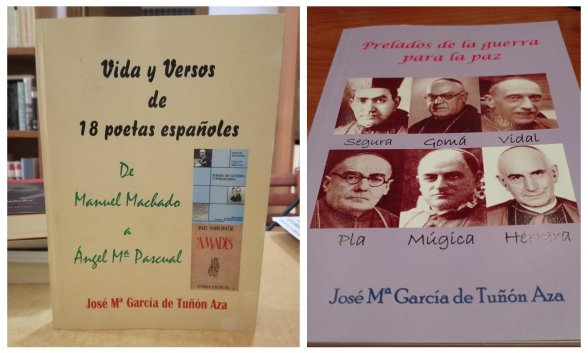 Vida y Versos
de
18 poetas españoles
De
Manuel Machado
a
Ángel Mª Pascual
AMADÍS
José Mª García de Tuñón Aza
Prelados de la guerra
para la paz
Segura Gomá Vidal
Pla Múgica Herrera
José Mª García de Tuñón Aza